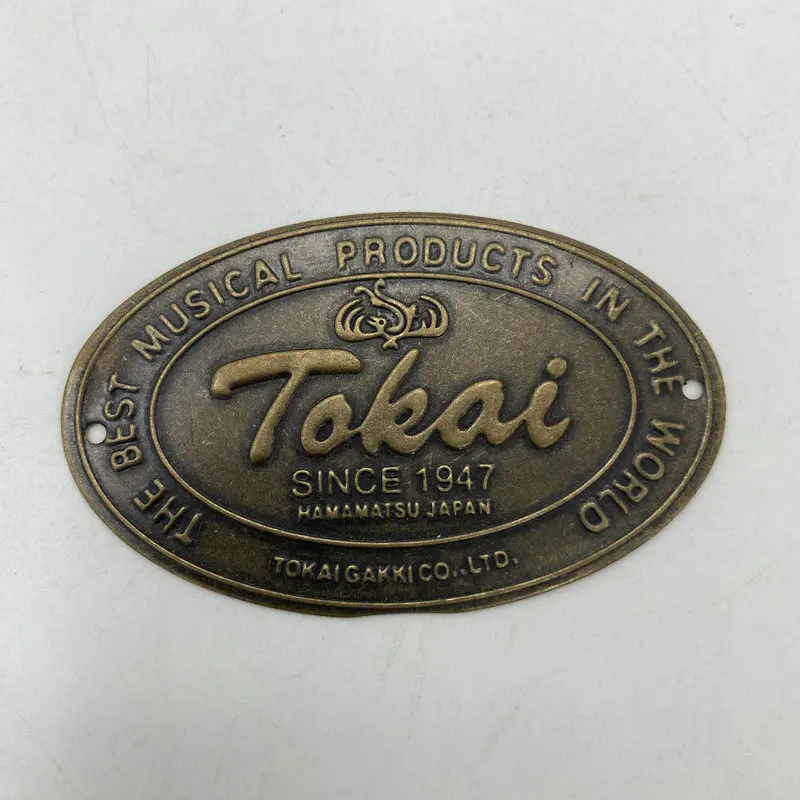 THE BEST MUSICAL PRODUCTS IN THE WORLD
Tokai
SINCE 1947
HAMAMATSU JAPAN
TOKAI GAKKI CO.,LTD.